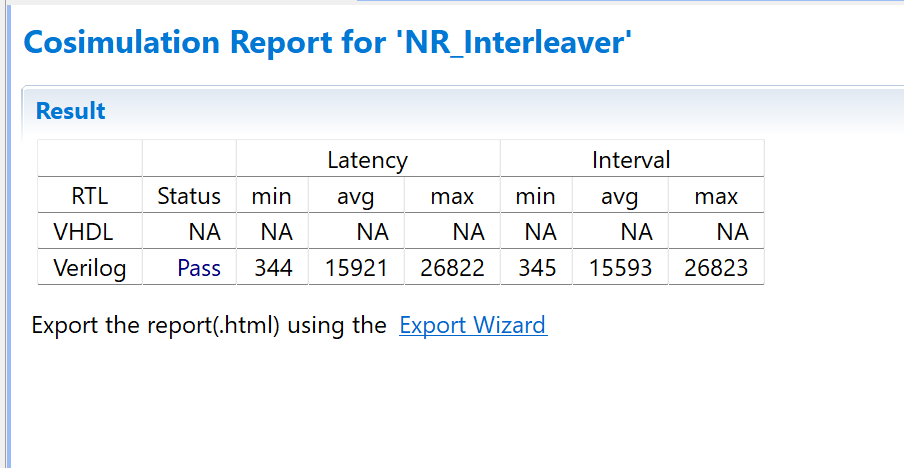 Cosimulation Report for 'NR_Interleaver'
Result
Latency Interval
RTL Status min avg max min avg max
VHDL NA NA NA NA NA NA NA
Verilog Pass 344 15921 26822 345 15593 26823
Export the report(.html) using the Export Wizard